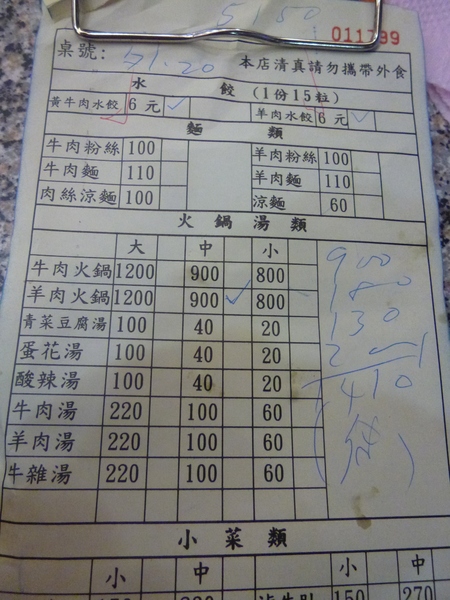 5/50
011799
桌號:
本店清真請勿攜帶外食
水 餃 (1份15粒)
黃牛肉水餃 6元 ✓ 羊肉水餃 6元 ✓
麵 類
牛肉粉絲 100 羊肉粉絲 100
牛肉麵 110 羊肉麵 110
肉絲涼麵 100 涼麵 60
火鍋湯類
大 中 小
牛肉火鍋 1200 900 800
羊肉火鍋 1200 900 ✓ 800
青菜豆腐湯 100 40 20
蛋花湯 100 40 20
酸辣湯 100 40 20
牛肉湯 220 100 60
羊肉湯 220 100 60
牛雜湯 220 100 60
900
180
130
1410
小菜類
小 中 小 中
150 270